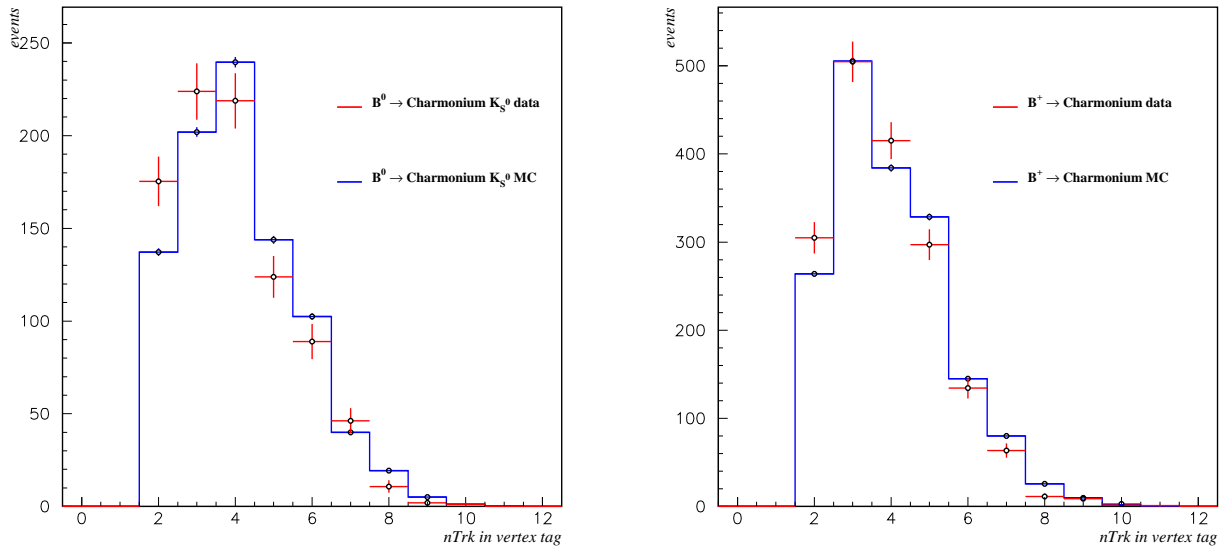 events
250
200
150
100
50
0
B⁰ → Charmonium K_S⁰ data
B⁰ → Charmonium K_S⁰ MC
0 2 4 6 8 10 12
nTrk in vertex tag
events
500
400
300
200
100
0
B⁺ → Charmonium data
B⁺ → Charmonium MC
0 2 4 6 8 10 12
nTrk in vertex tag